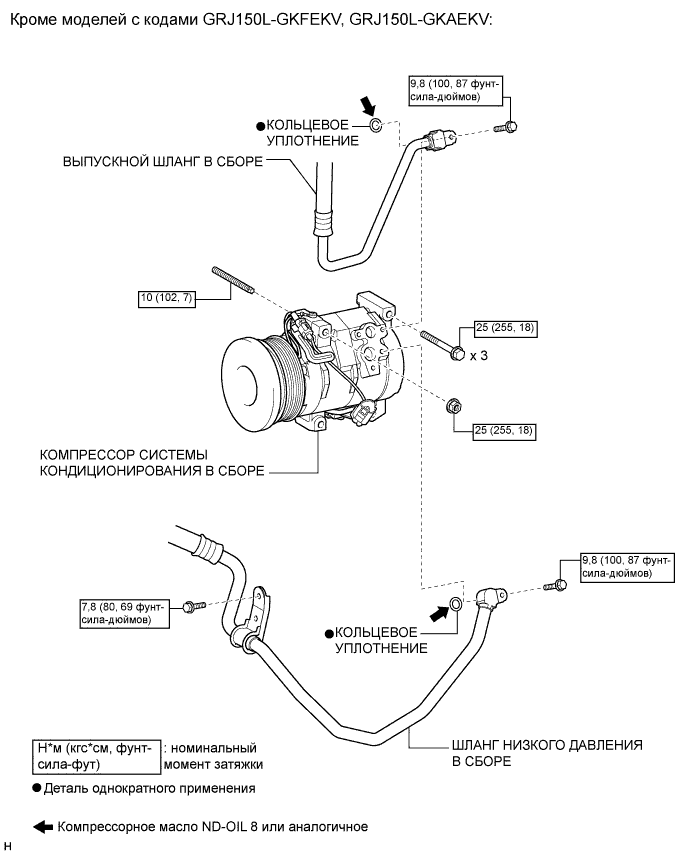 Кроме моделей с кодами GRJ150L-GKFEKV, GRJ150L-GKAEKV:
9,8 (100, 87 фунт-
сила-дюймов)
КОЛЬЦЕВОЕ
УПЛОТНЕНИЕ
ВЫПУСКНОЙ ШЛАНГ В СБОРЕ
10 (102, 7)
25 (255, 18)
x 3
25 (255, 18)
КОМПРЕССОР СИСТЕМЫ
КОНДИЦИОНИРОВАНИЯ В СБОРЕ
9,8 (100, 87 фунт-
сила-дюймов)
7,8 (80, 69 фунт-
сила-дюймов)
КОЛЬЦЕВОЕ
УПЛОТНЕНИЕ
ШЛАНГ НИЗКОГО ДАВЛЕНИЯ
В СБОРЕ
Н*м (кгс*см, фунт-
сила-фут)
: номинальный
момент затяжки
Деталь однократного применения
Компрессорное масло ND-OIL 8 или аналогичное
H